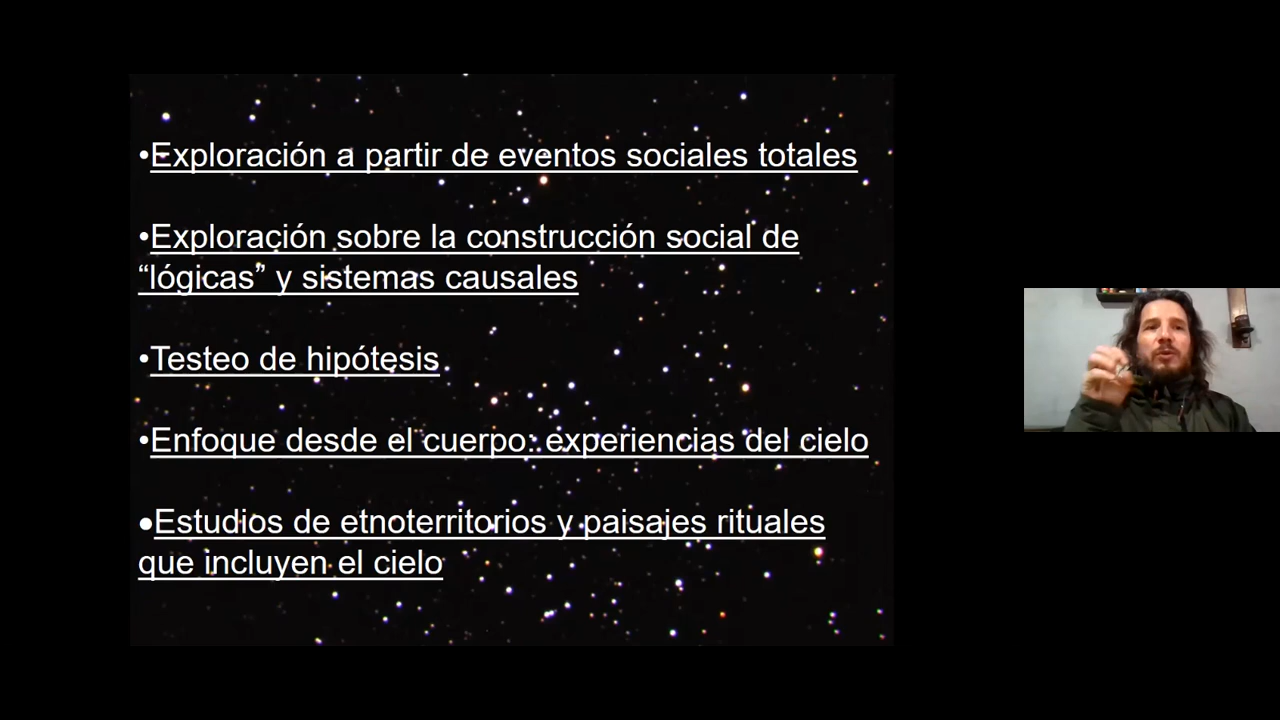 •Exploración a partir de eventos sociales totales
•Exploración sobre la construcción social de
“lógicas” y sistemas causales
•Testeo de hipótesis
•Enfoque desde el cuerpo: experiencias del cielo
•Estudios de etnoterritorios y paisajes rituales
que incluyen el cielo